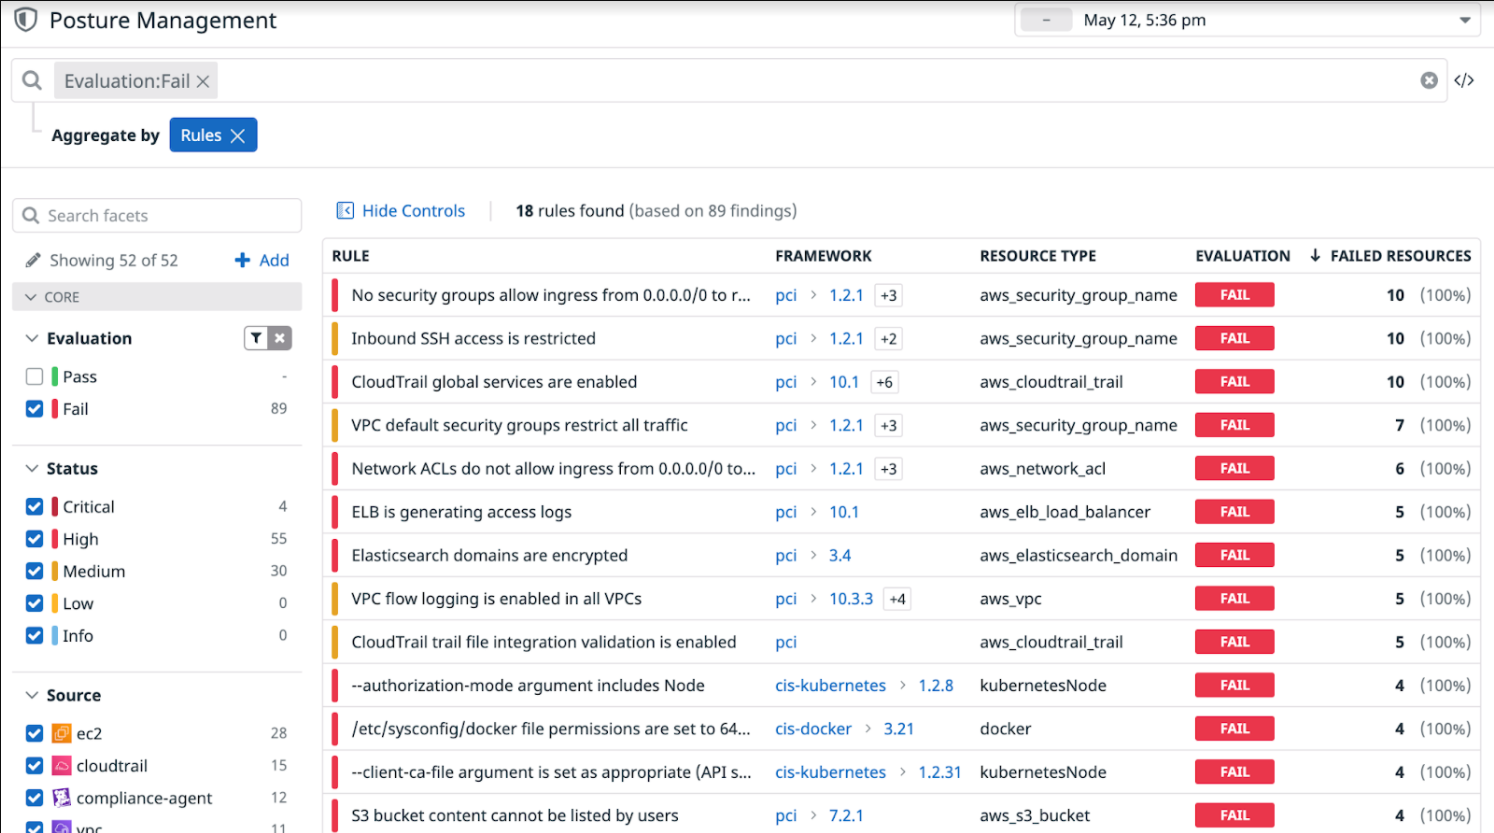 Posture Management
– May 12, 5:36 pm
Evaluation:Fail
</>
Aggregate by Rules
Search facets
Showing 52 of 52 Add
CORE
Evaluation
Pass -
Fail 89
Status
Critical 4
High 55
Medium 30
Low 0
Info 0
Source
ec2 28
cloudtrail 15
compliance-agent 12
vpc 11
Hide Controls 18 rules found (based on 89 findings)
RULE FRAMEWORK RESOURCE TYPE EVALUATION ↓ FAILED RESOURCES
No security groups allow ingress from 0.0.0.0/0 to r... pci > 1.2.1 +3 aws_security_group_name FAIL 10 (100%)
Inbound SSH access is restricted pci > 1.2.1 +2 aws_security_group_name FAIL 10 (100%)
CloudTrail global services are enabled pci > 10.1 +6 aws_cloudtrail_trail FAIL 10 (100%)
VPC default security groups restrict all traffic pci > 1.2.1 +3 aws_security_group_name FAIL 7 (100%)
Network ACLs do not allow ingress from 0.0.0.0/0 to... pci > 1.2.1 +3 aws_network_acl FAIL 6 (100%)
ELB is generating access logs pci > 10.1 aws_elb_load_balancer FAIL 5 (100%)
Elasticsearch domains are encrypted pci > 3.4 aws_elasticsearch_domain FAIL 5 (100%)
VPC flow logging is enabled in all VPCs pci > 10.3.3 +4 aws_vpc FAIL 5 (100%)
CloudTrail trail file integration validation is enabled pci aws_cloudtrail_trail FAIL 5 (100%)
--authorization-mode argument includes Node cis-kubernetes > 1.2.8 kubernetesNode FAIL 4 (100%)
/etc/sysconfig/docker file permissions are set to 64... cis-docker > 3.21 docker FAIL 4 (100%)
--client-ca-file argument is set as appropriate (API s... cis-kubernetes > 1.2.31 kubernetesNode FAIL 4 (100%)
S3 bucket content cannot be listed by users pci > 7.2.1 aws_s3_bucket FAIL 4 (100%)